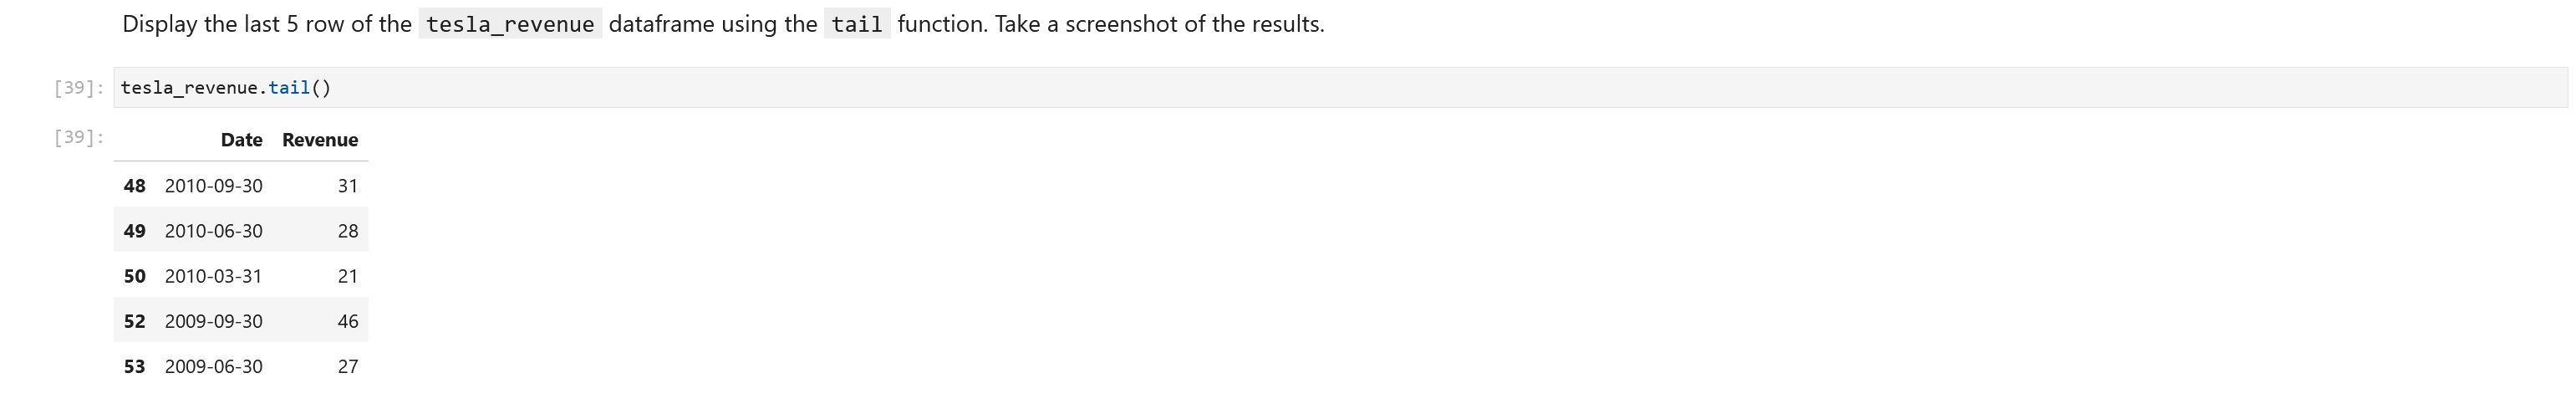 Display the last 5 row of the tesla_revenue dataframe using the tail function. Take a screenshot of the results.
[39]: tesla_revenue.tail()
[39]: Date Revenue
48 2010-09-30 31
49 2010-06-30 28
50 2010-03-31 21
52 2009-09-30 46
53 2009-06-30 27